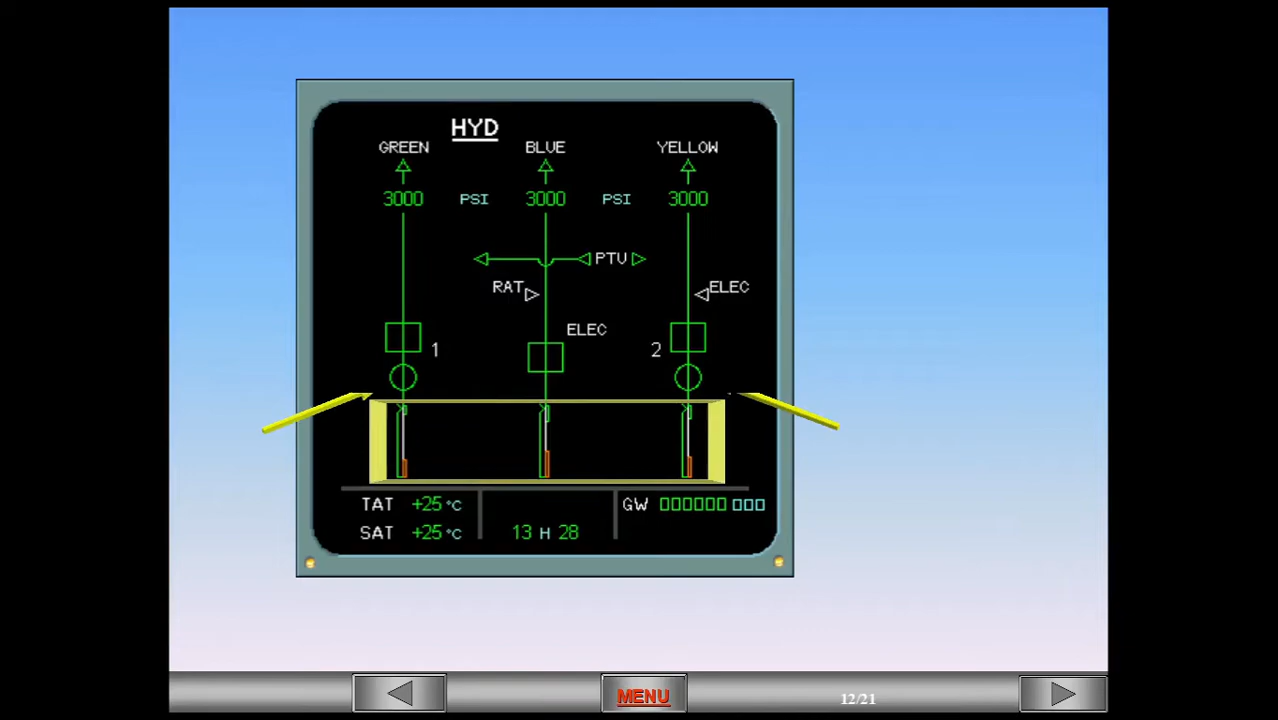 HYD
GREEN BLUE YELLOW
3000 PSI 3000 PSI 3000
PTU
RAT ELEC
ELEC
1 2
TAT +25 °C GW
SAT +25 °C 13 H 28
MENU 12/21